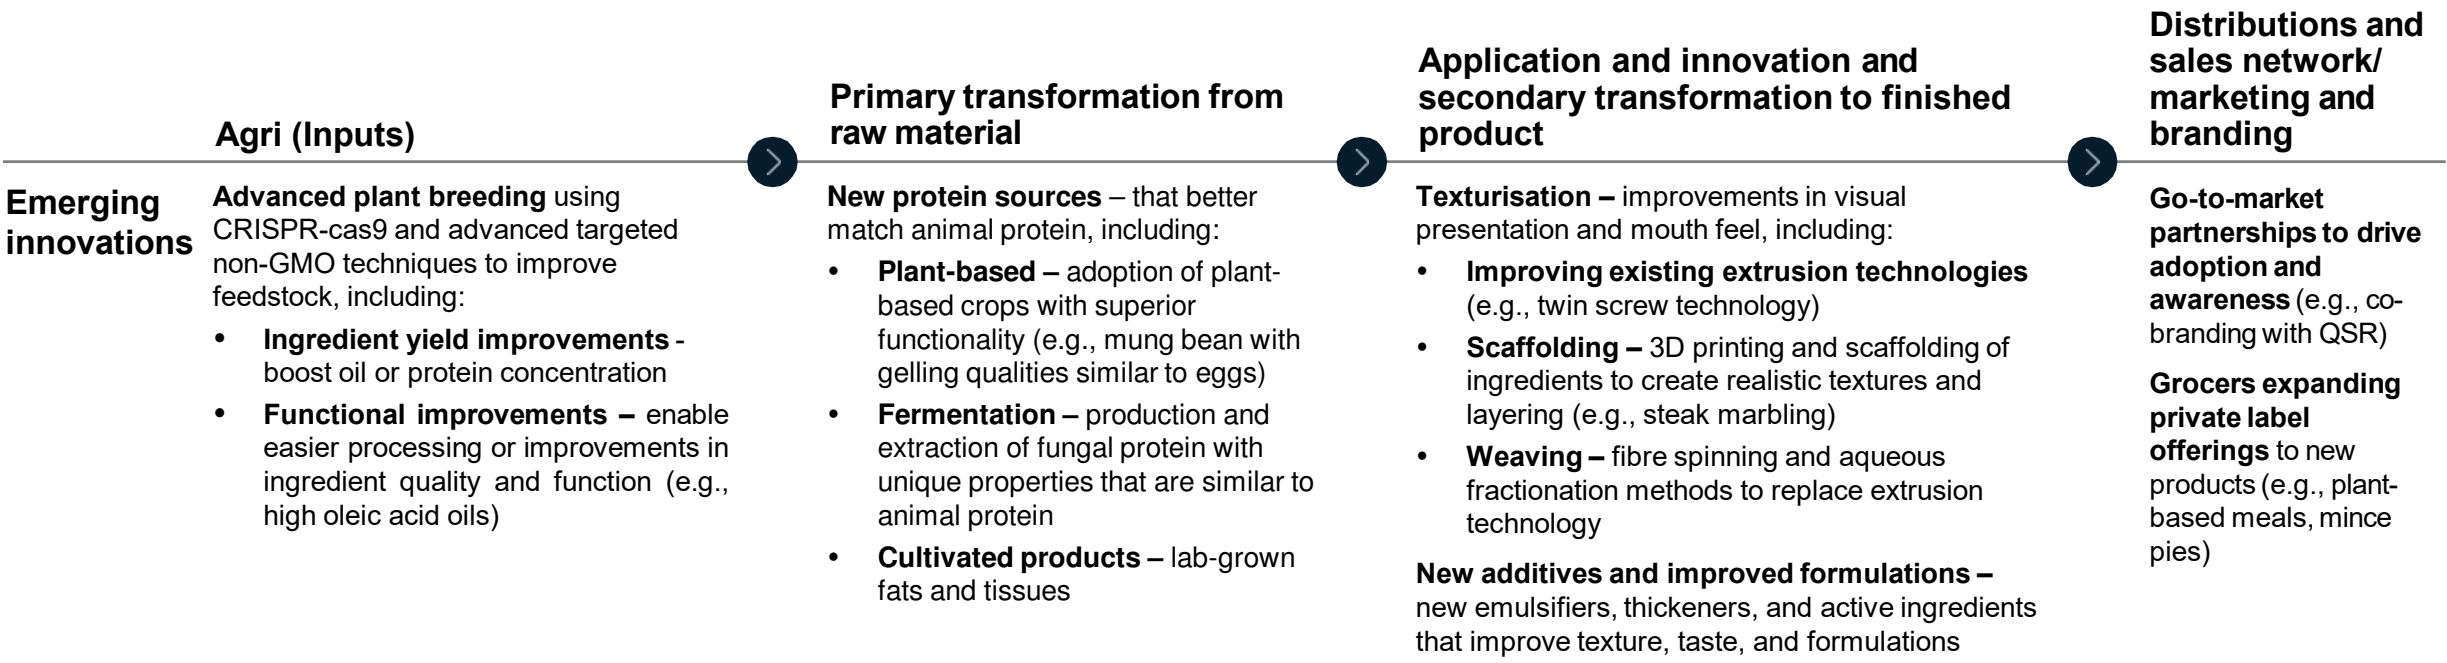 Agri (Inputs)
Primary transformation from
raw material
Application and innovation and
secondary transformation to finished
product
Distributions and
sales network/
marketing and
branding
Emerging
innovations
Advanced plant breeding using
CRISPR-cas9 and advanced targeted
non-GMO techniques to improve
feedstock, including:
• Ingredient yield improvements -
boost oil or protein concentration
• Functional improvements – enable
easier processing or improvements in
ingredient quality and function (e.g.,
high oleic acid oils)
New protein sources – that better
match animal protein, including:
• Plant-based – adoption of plant-
based crops with superior
functionality (e.g., mung bean with
gelling qualities similar to eggs)
• Fermentation – production and
extraction of fungal protein with
unique properties that are similar to
animal protein
• Cultivated products – lab-grown
fats and tissues
Texturisation – improvements in visual
presentation and mouth feel, including:
• Improving existing extrusion technologies
(e.g., twin screw technology)
• Scaffolding – 3D printing and scaffolding of
ingredients to create realistic textures and
layering (e.g., steak marbling)
• Weaving – fibre spinning and aqueous
fractionation methods to replace extrusion
technology
New additives and improved formulations –
new emulsifiers, thickeners, and active ingredients
that improve texture, taste, and formulations
Go-to-market
partnerships to drive
adoption and
awareness (e.g., co-
branding with QSR)
Grocers expanding
private label
offerings to new
products (e.g., plant-
based meals, mince
pies)